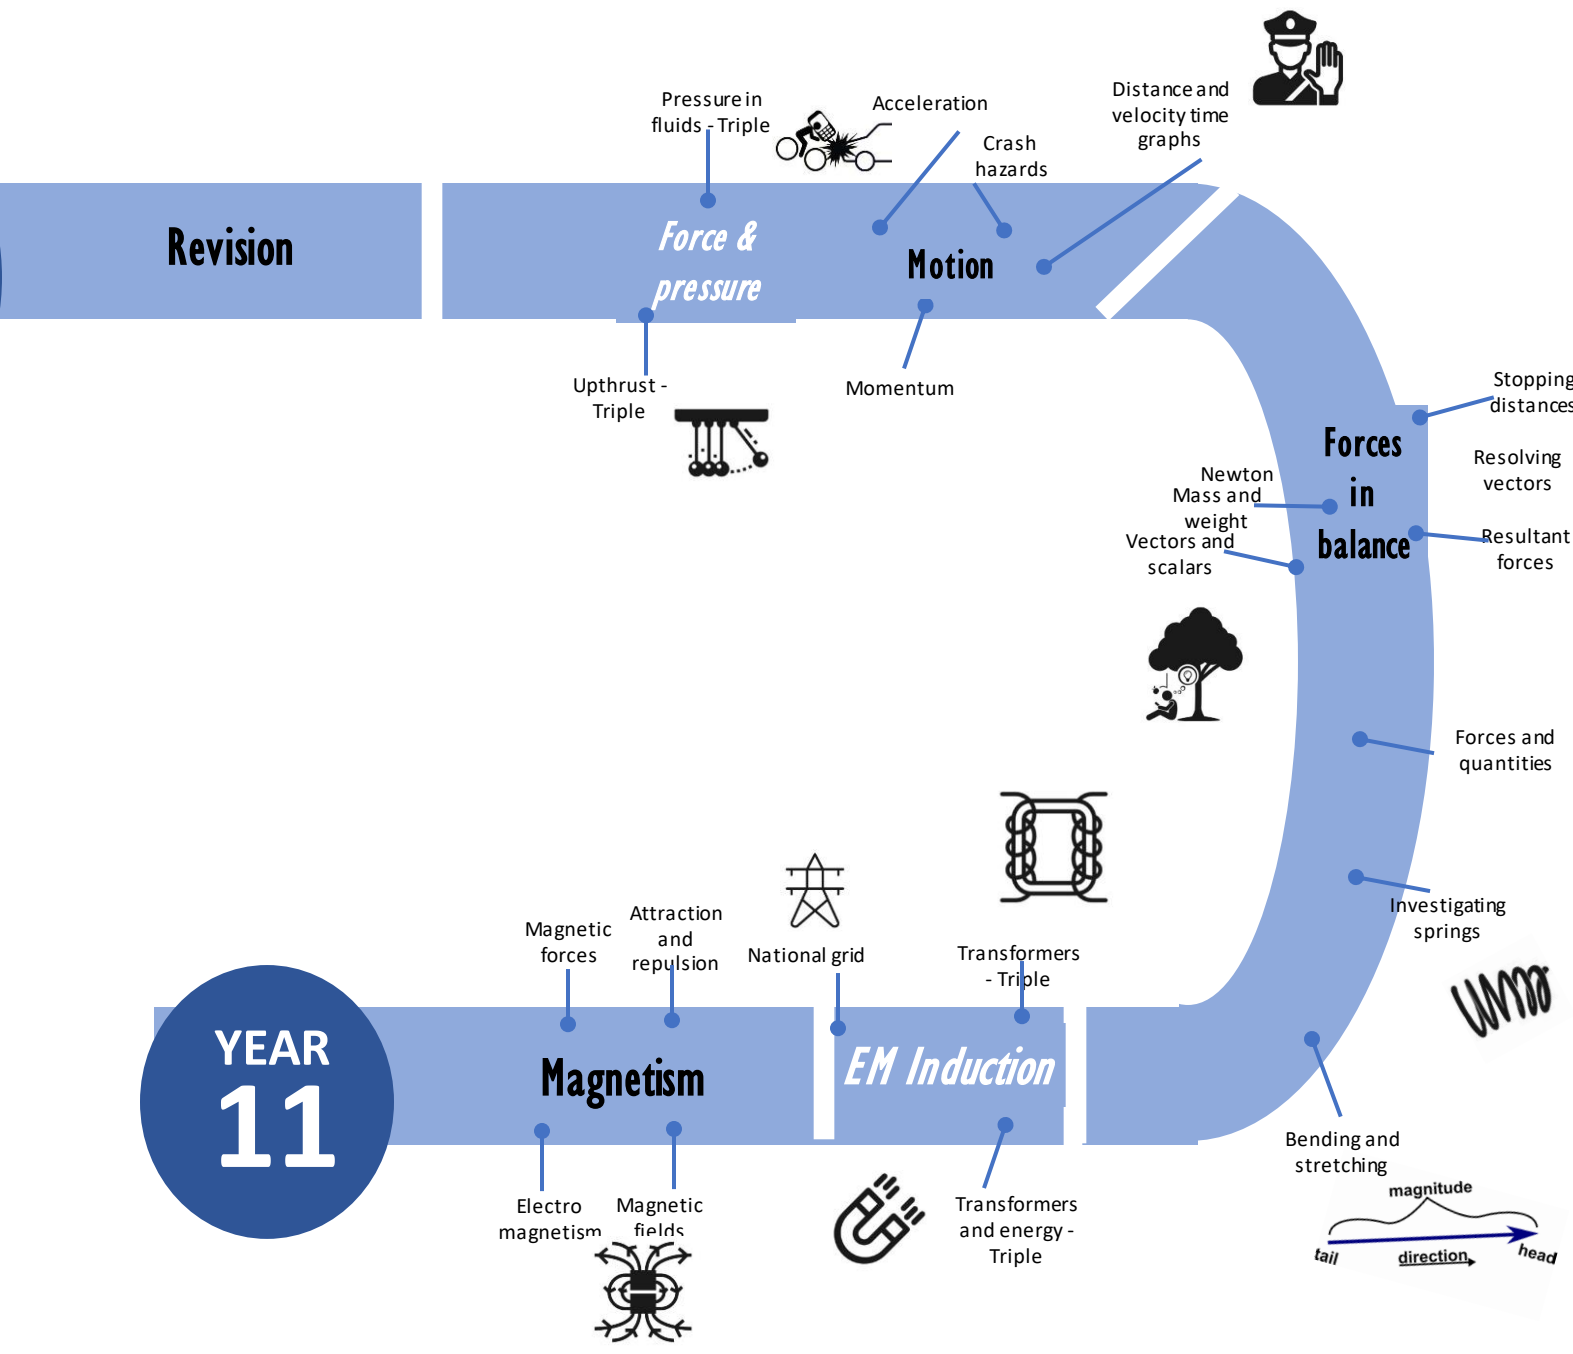 Distance and
velocity time
graphs
Pressure in
fluids - Triple
Acceleration
Crash
hazards
Revision
Force &
pressure
Motion
Upthrust -
Triple
Momentum
Stopping
distances
Forces
in
balance
Resolving
vectors
Newton
Mass and
weight
Vectors and
scalars
Resultant
forces
Forces and
quantities
Investigating
springs
Bending and
stretching
magnitude
tail
direction
head
Magnetic
forces
Attraction
and
repulsion
National grid
Transformers
- Triple
YEAR
11
Magnetism
EM Induction
Electro
magnetism
Magnetic
fields
Transformers
and energy -
Triple